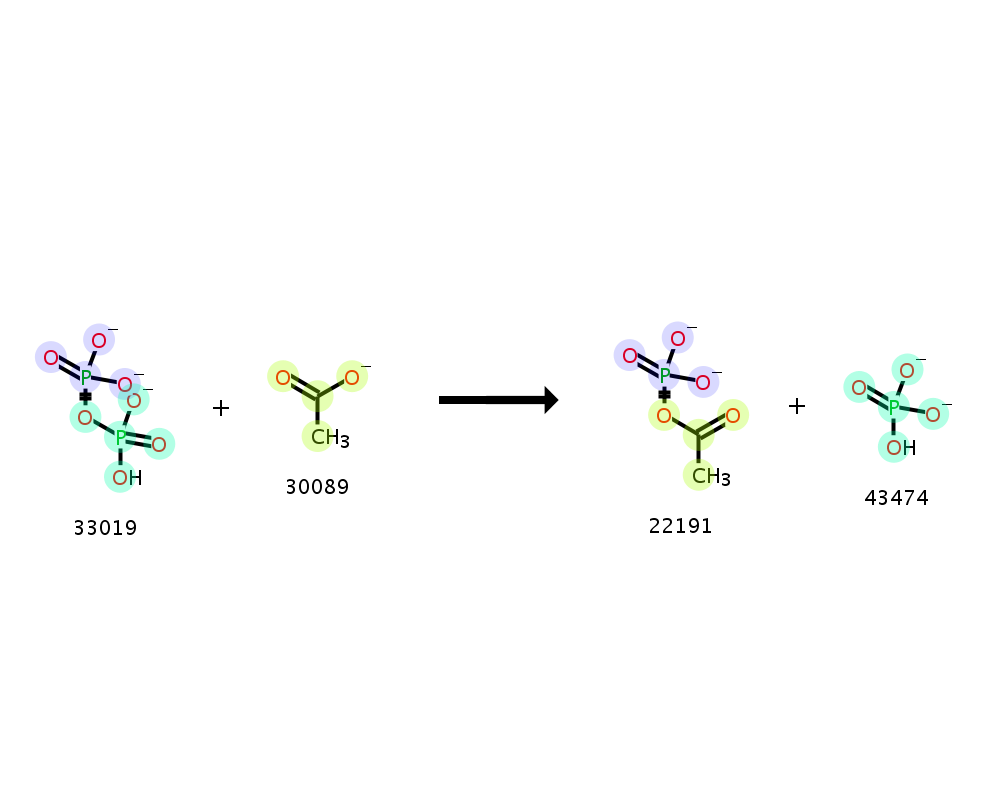 O O⁻ P O⁻ O O⁻ P O OH
33019
+
O O⁻ CH₃
30089
O O⁻ P O⁻ O O CH₃
22191
+
O O⁻ P O⁻ OH
43474